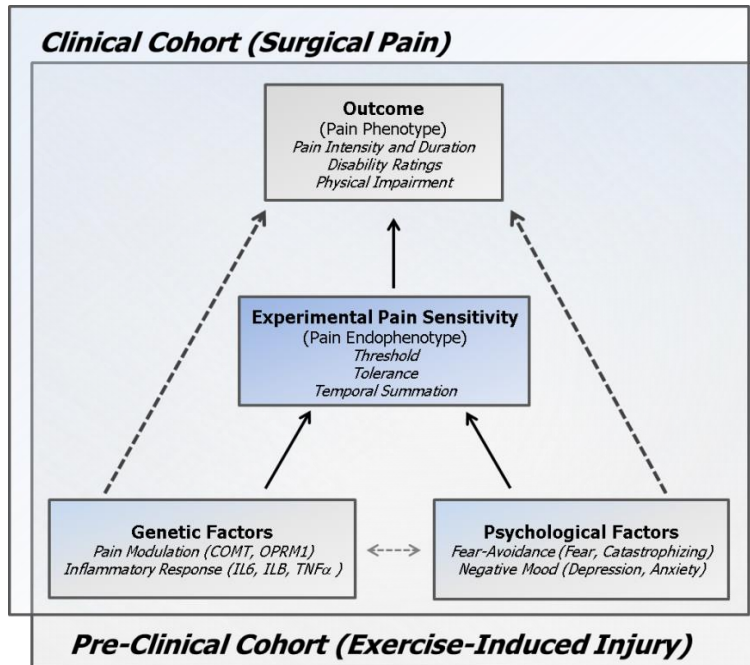 Clinical Cohort (Surgical Pain)
Outcome
(Pain Phenotype)
Pain Intensity and Duration
Disability Ratings
Physical Impairment
Experimental Pain Sensitivity
(Pain Endophenotype)
Threshold
Tolerance
Temporal Summation
Genetic Factors
Pain Modulation (COMT, OPRM1)
Inflammatory Response (IL6, ILB, TNFα )
Psychological Factors
Fear-Avoidance (Fear, Catastrophizing)
Negative Mood (Depression, Anxiety)
Pre-Clinical Cohort (Exercise-Induced Injury)